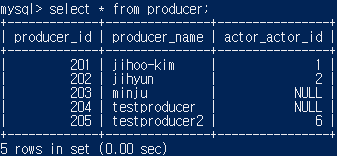 mysql> select * from producer;
+-------------+---------------+----------------+
| producer_id | producer_name | actor_actor_id |
+-------------+---------------+----------------+
|         201 | jihoo-kim     |              1 |
|         202 | jihyun        |              2 |
|         203 | minju         |           NULL |
|         204 | testproducer  |           NULL |
|         205 | testproducer2 |              6 |
+-------------+---------------+----------------+
5 rows in set (0.00 sec)